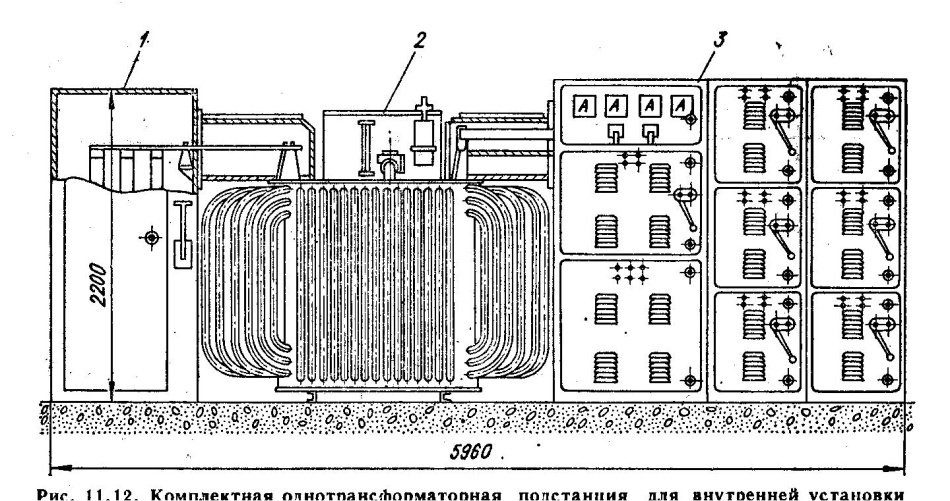 1 2 3
A A A A
2200
5960
Рис. 11.12. Комплектная однотрансформаторная подстанция для внутренней установки